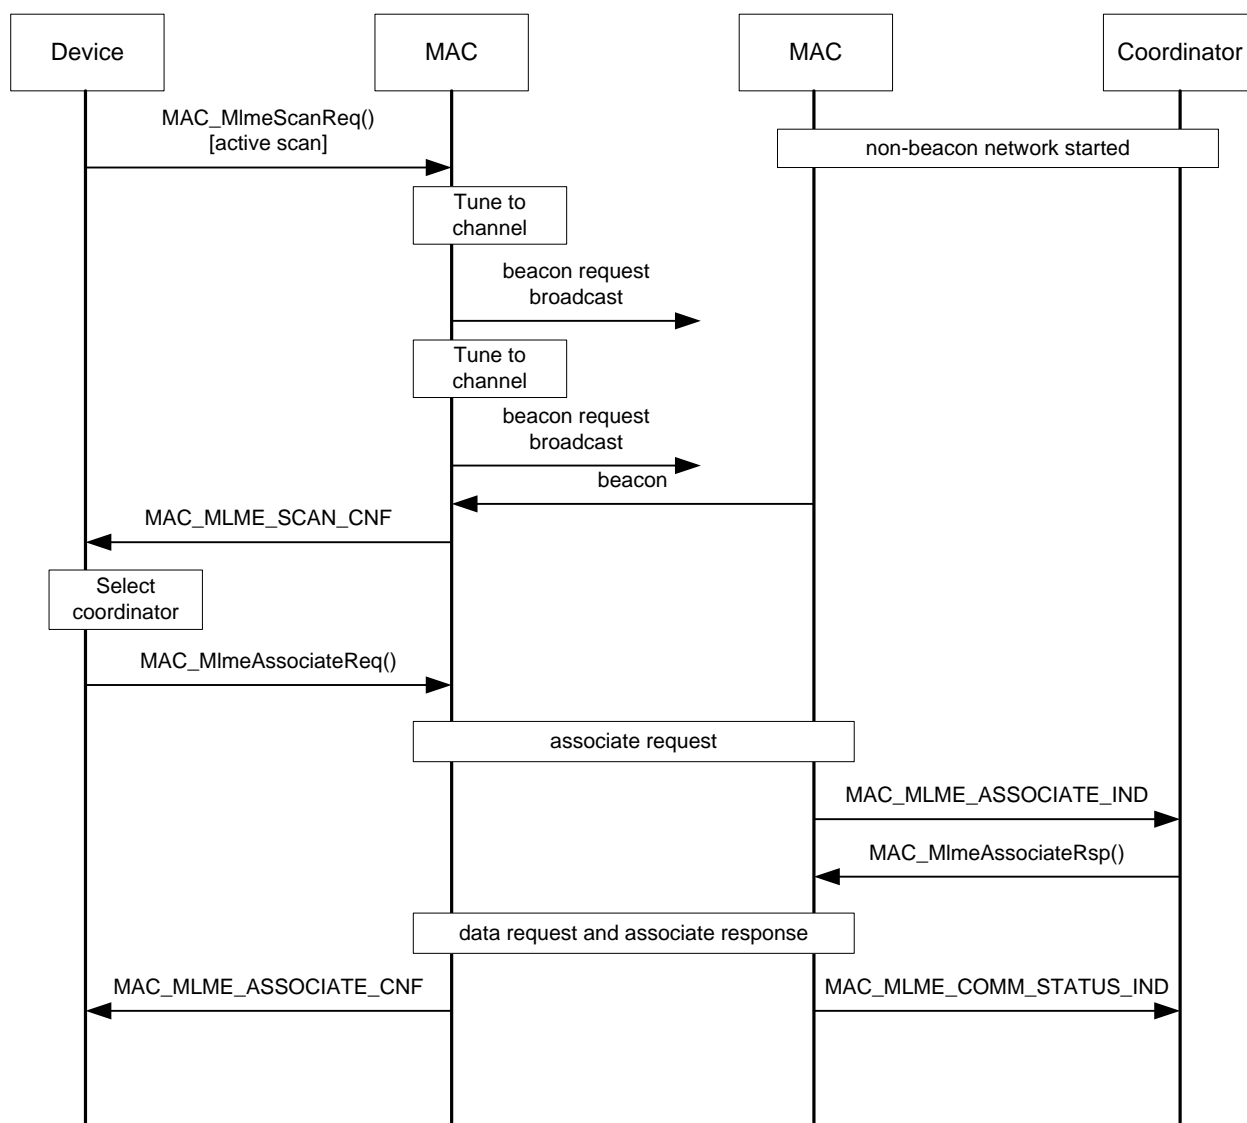 Device
MAC
MAC
Coordinator
MAC_MlmeScanReq()
[active scan]
non-beacon network started
Tune to
channel
beacon request
broadcast
Tune to
channel
beacon request
broadcast
beacon
MAC_MLME_SCAN_CNF
Select
coordinator
MAC_MlmeAssociateReq()
associate request
MAC_MLME_ASSOCIATE_IND
MAC_MlmeAssociateRsp()
data request and associate response
MAC_MLME_ASSOCIATE_CNF
MAC_MLME_COMM_STATUS_IND